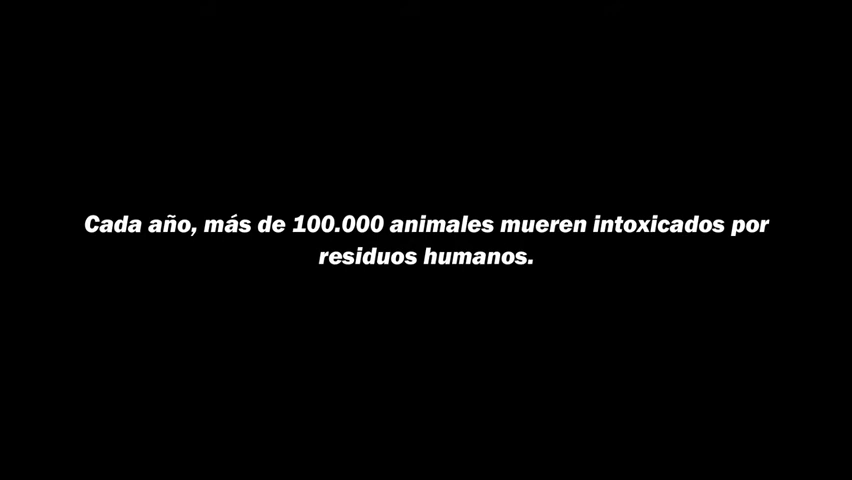 Cada año, más de 100.000 animales mueren intoxicados por
residuos humanos.